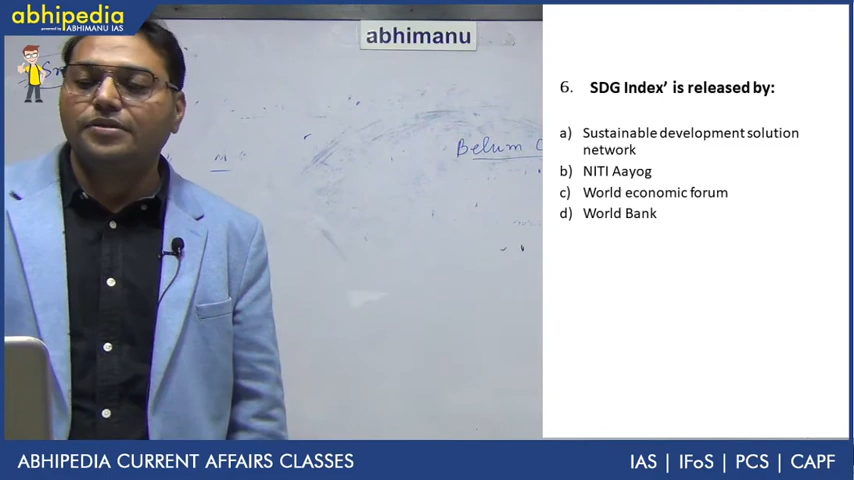 abhipedia
powered by ABHIMANU IAS
abhimanu
Belum C
6. SDG Index’ is released by:
a) Sustainable development solution
network
b) NITI Aayog
c) World economic forum
d) World Bank
ABHIPEDIA CURRENT AFFAIRS CLASSES
IAS | IFoS | PCS | CAPF